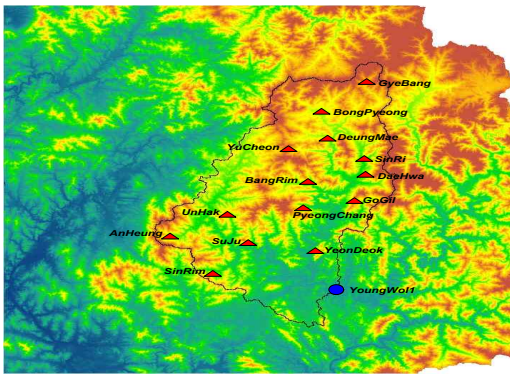 GyeBang
BongPyeong
DeungMae
YuCheon
SinRi
DaeHwa
BangRim
GoGil
PyeongChang
UnHak
AnHeung
SuJu
YeonDeok
SinRim
YoungWol1